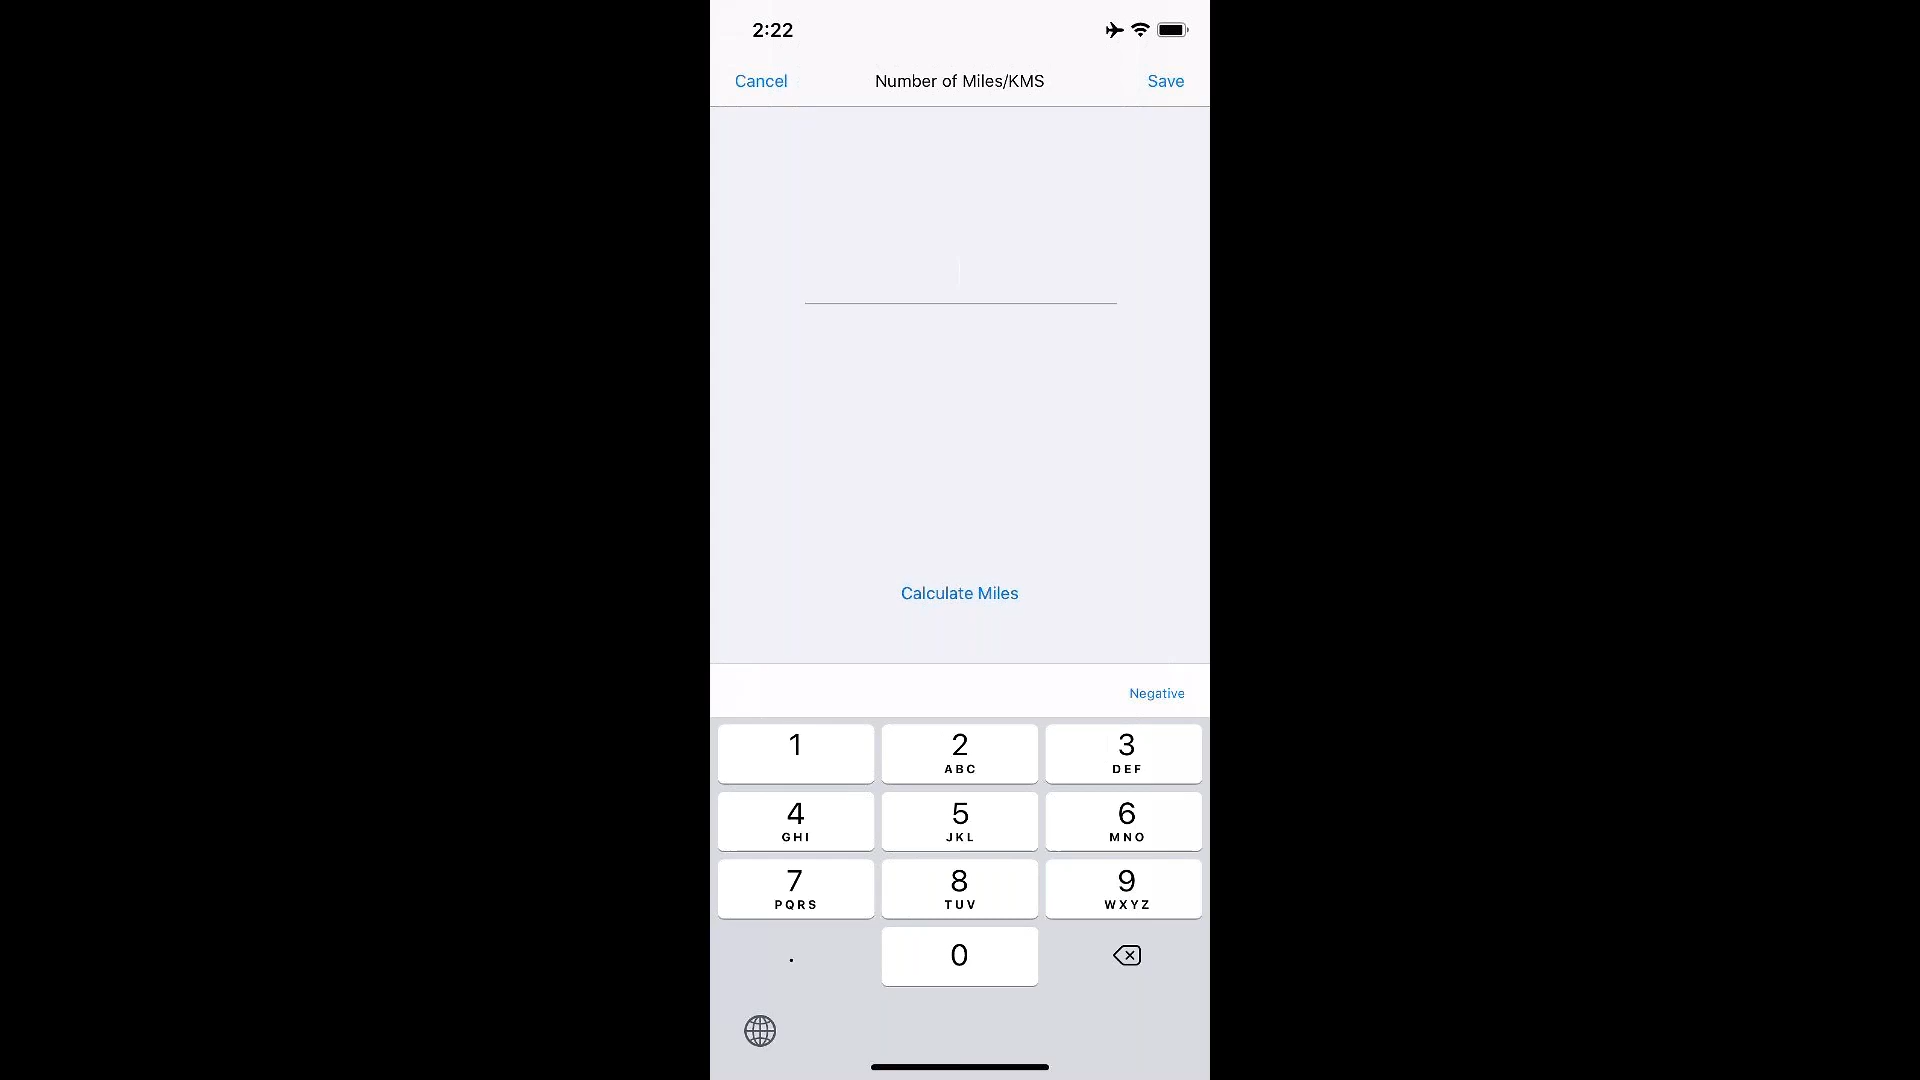 2:22
Cancel Number of Miles/KMS Save
Calculate Miles
Negative
1 2 3
ABC DEF
4 5 6
GHI JKL MNO
7 8 9
PQRS TUV WXYZ
. 0